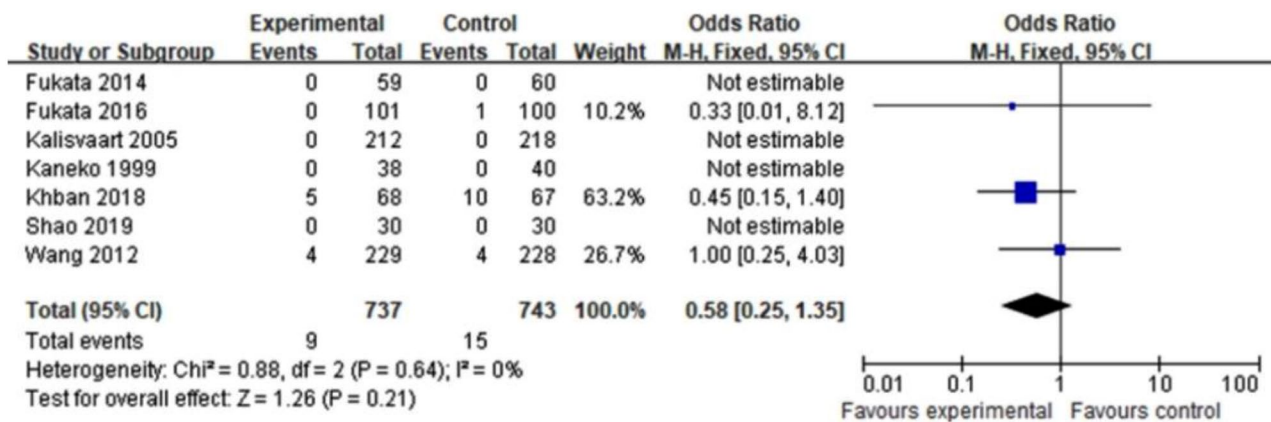 Experimental Control Odds Ratio Odds Ratio
Study or Subgroup Events Total Events Total Weight M-H, Fixed, 95% CI M-H, Fixed, 95% CI
Fukata 2014 0 59 0 60 Not estimable
Fukata 2016 0 101 1 100 10.2% 0.33 [0.01, 8.12]
Kalisvaart 2005 0 212 0 218 Not estimable
Kaneko 1999 0 38 0 40 Not estimable
Khban 2018 5 68 10 67 63.2% 0.45 [0.15, 1.40]
Shao 2019 0 30 0 30 Not estimable
Wang 2012 4 229 4 228 26.7% 1.00 [0.25, 4.03]
Total (95% CI) 737 743 100.0% 0.58 [0.25, 1.35]
Total events 9 15
Heterogeneity: Chi² = 0.88, df = 2 (P = 0.64); I² = 0%
Test for overall effect: Z = 1.26 (P = 0.21)
0.01 0.1 1 10 100
Favours experimental Favours control